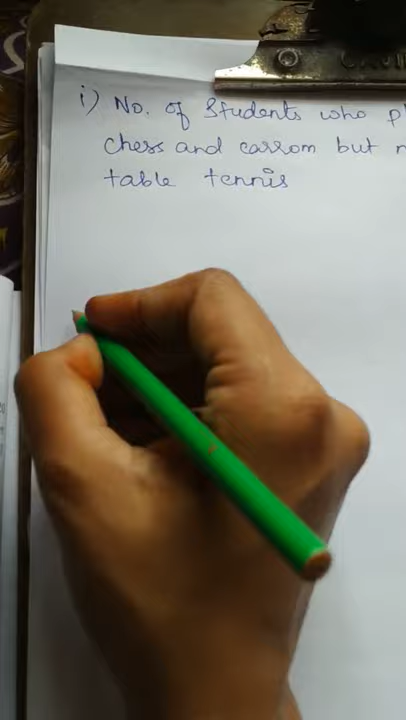 i) No. of Students who
chess and carrom but
table tennis